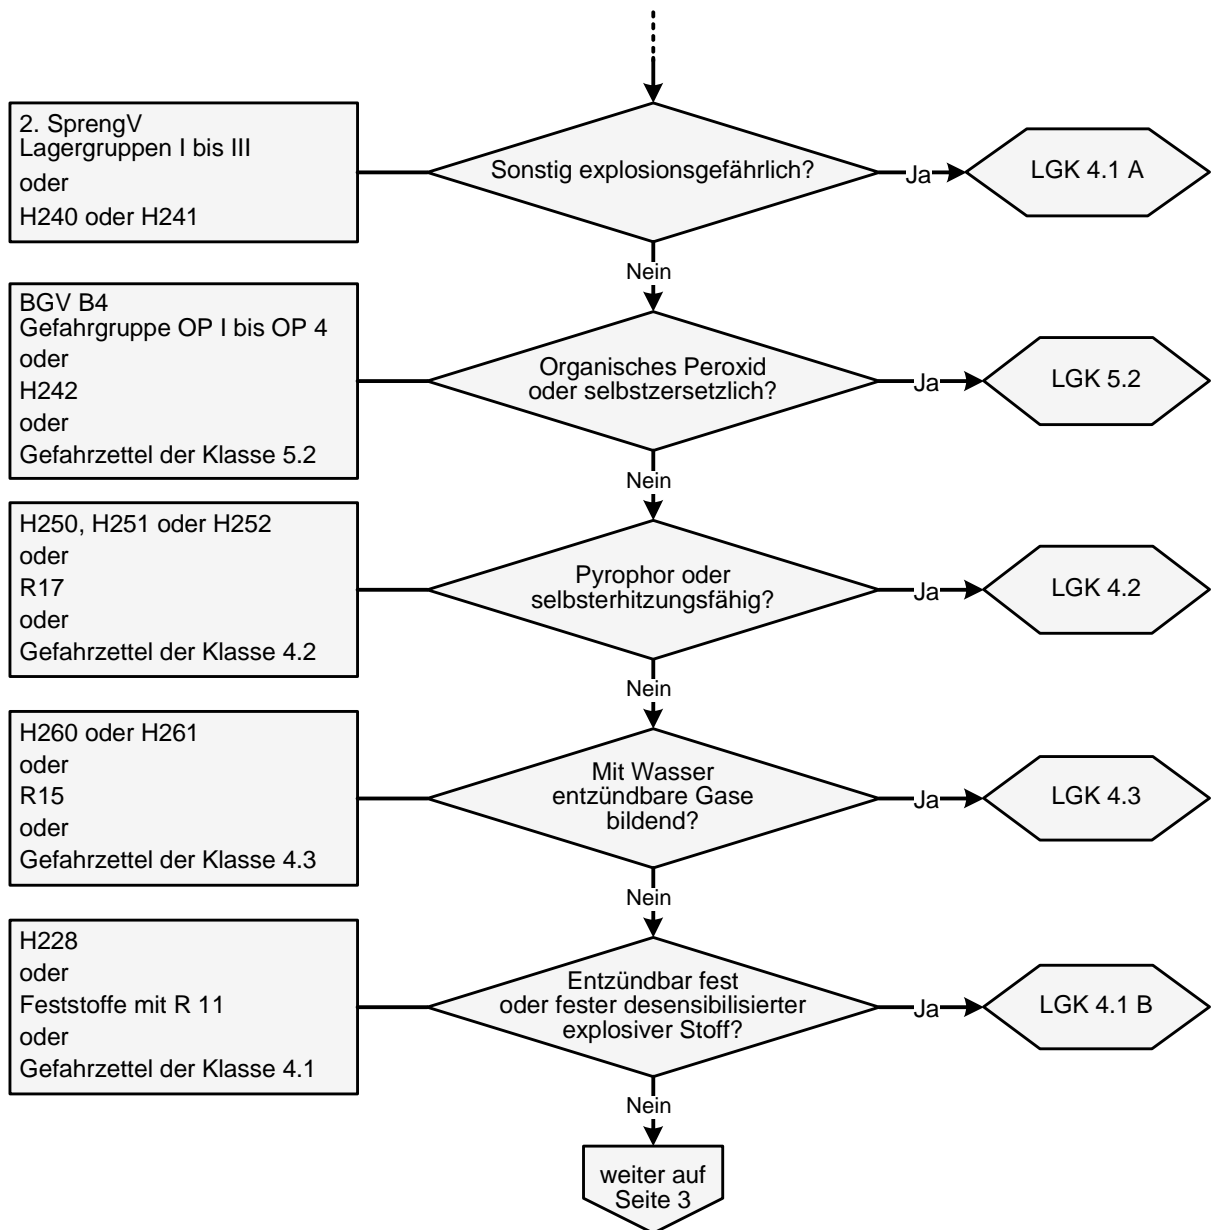 2. SprengV
Lagergruppen I bis III
oder
H240 oder H241
Sonstig explosionsgefährlich?
Ja
LGK 4.1 A
Nein
BGV B4
Gefahrgruppe OP I bis OP 4
oder
H242
oder
Gefahrzettel der Klasse 5.2
Organisches Peroxid
oder selbstzersetzlich?
Ja
LGK 5.2
Nein
H250, H251 oder H252
oder
R17
oder
Gefahrzettel der Klasse 4.2
Pyrophor oder
selbsterhitzungsfähig?
Ja
LGK 4.2
Nein
H260 oder H261
oder
R15
oder
Gefahrzettel der Klasse 4.3
Mit Wasser
entzündbare Gase
bildend?
Ja
LGK 4.3
Nein
H228
oder
Feststoffe mit R 11
oder
Gefahrzettel der Klasse 4.1
Entzündbar fest
oder fester desensibilisierter
explosiver Stoff?
Ja
LGK 4.1 B
Nein
weiter auf
Seite 3